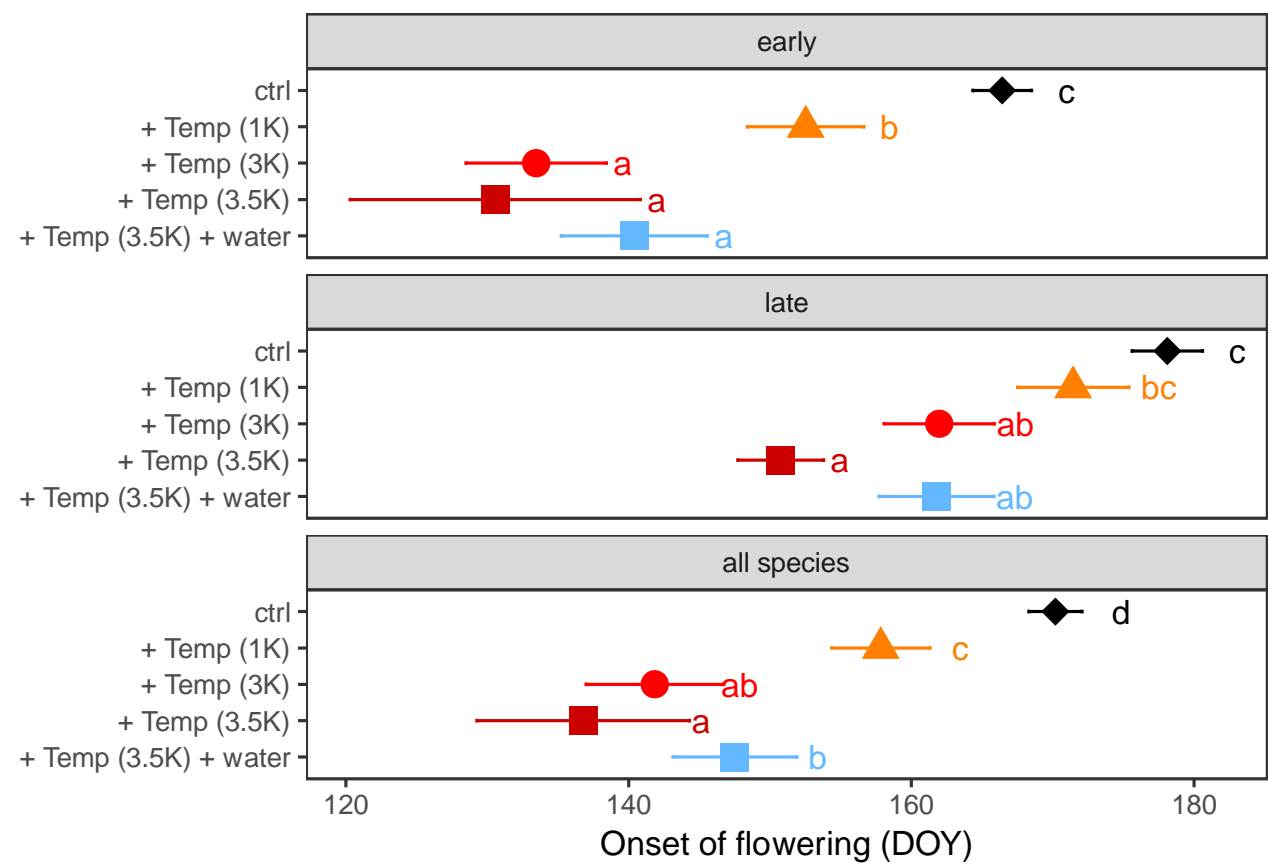 early
ctrl c
+ Temp (1K) b
+ Temp (3K) a
+ Temp (3.5K) a
+ Temp (3.5K) + water a
late
ctrl c
+ Temp (1K) bc
+ Temp (3K) ab
+ Temp (3.5K) a
+ Temp (3.5K) + water ab
all species
ctrl d
+ Temp (1K) c
+ Temp (3K) ab
+ Temp (3.5K) a
+ Temp (3.5K) + water b
120 140 160 180
Onset of flowering (DOY)